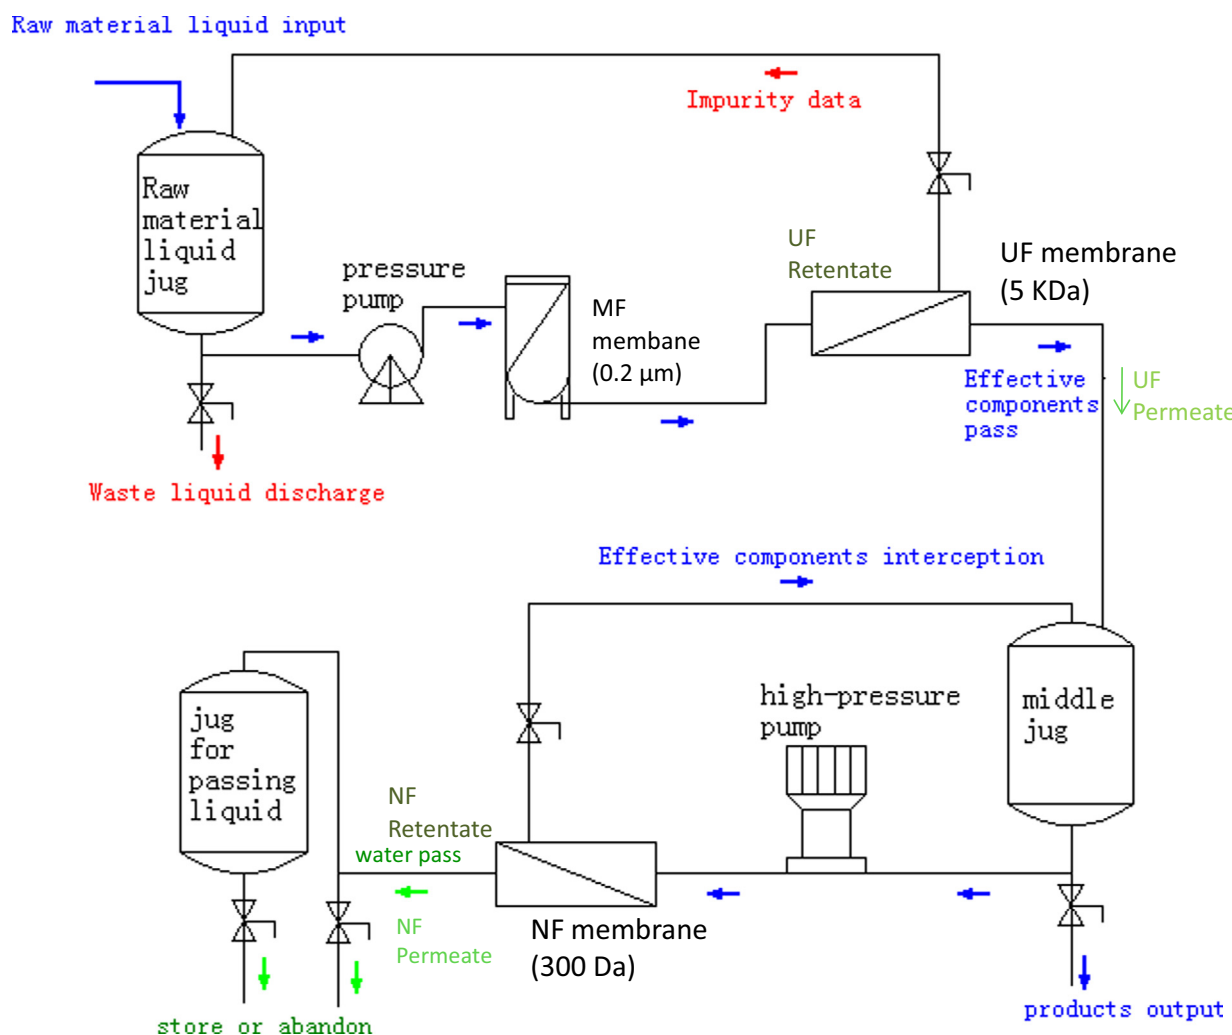 Raw material liquid input
Impurity data
Raw
material
liquid
jug
pressure
pump
MF
membane
(0.2 µm)
UF
Retentate
UF membrane
(5 KDa)
Effective
components
pass
UF
Permeate
Waste liquid discharge
Effective components interception
middle
jug
high-pressure
pump
jug
for
passing
liquid
NF
Retentate
water pass
NF
Permeate
NF membrane
(300 Da)
products output
store or abandon